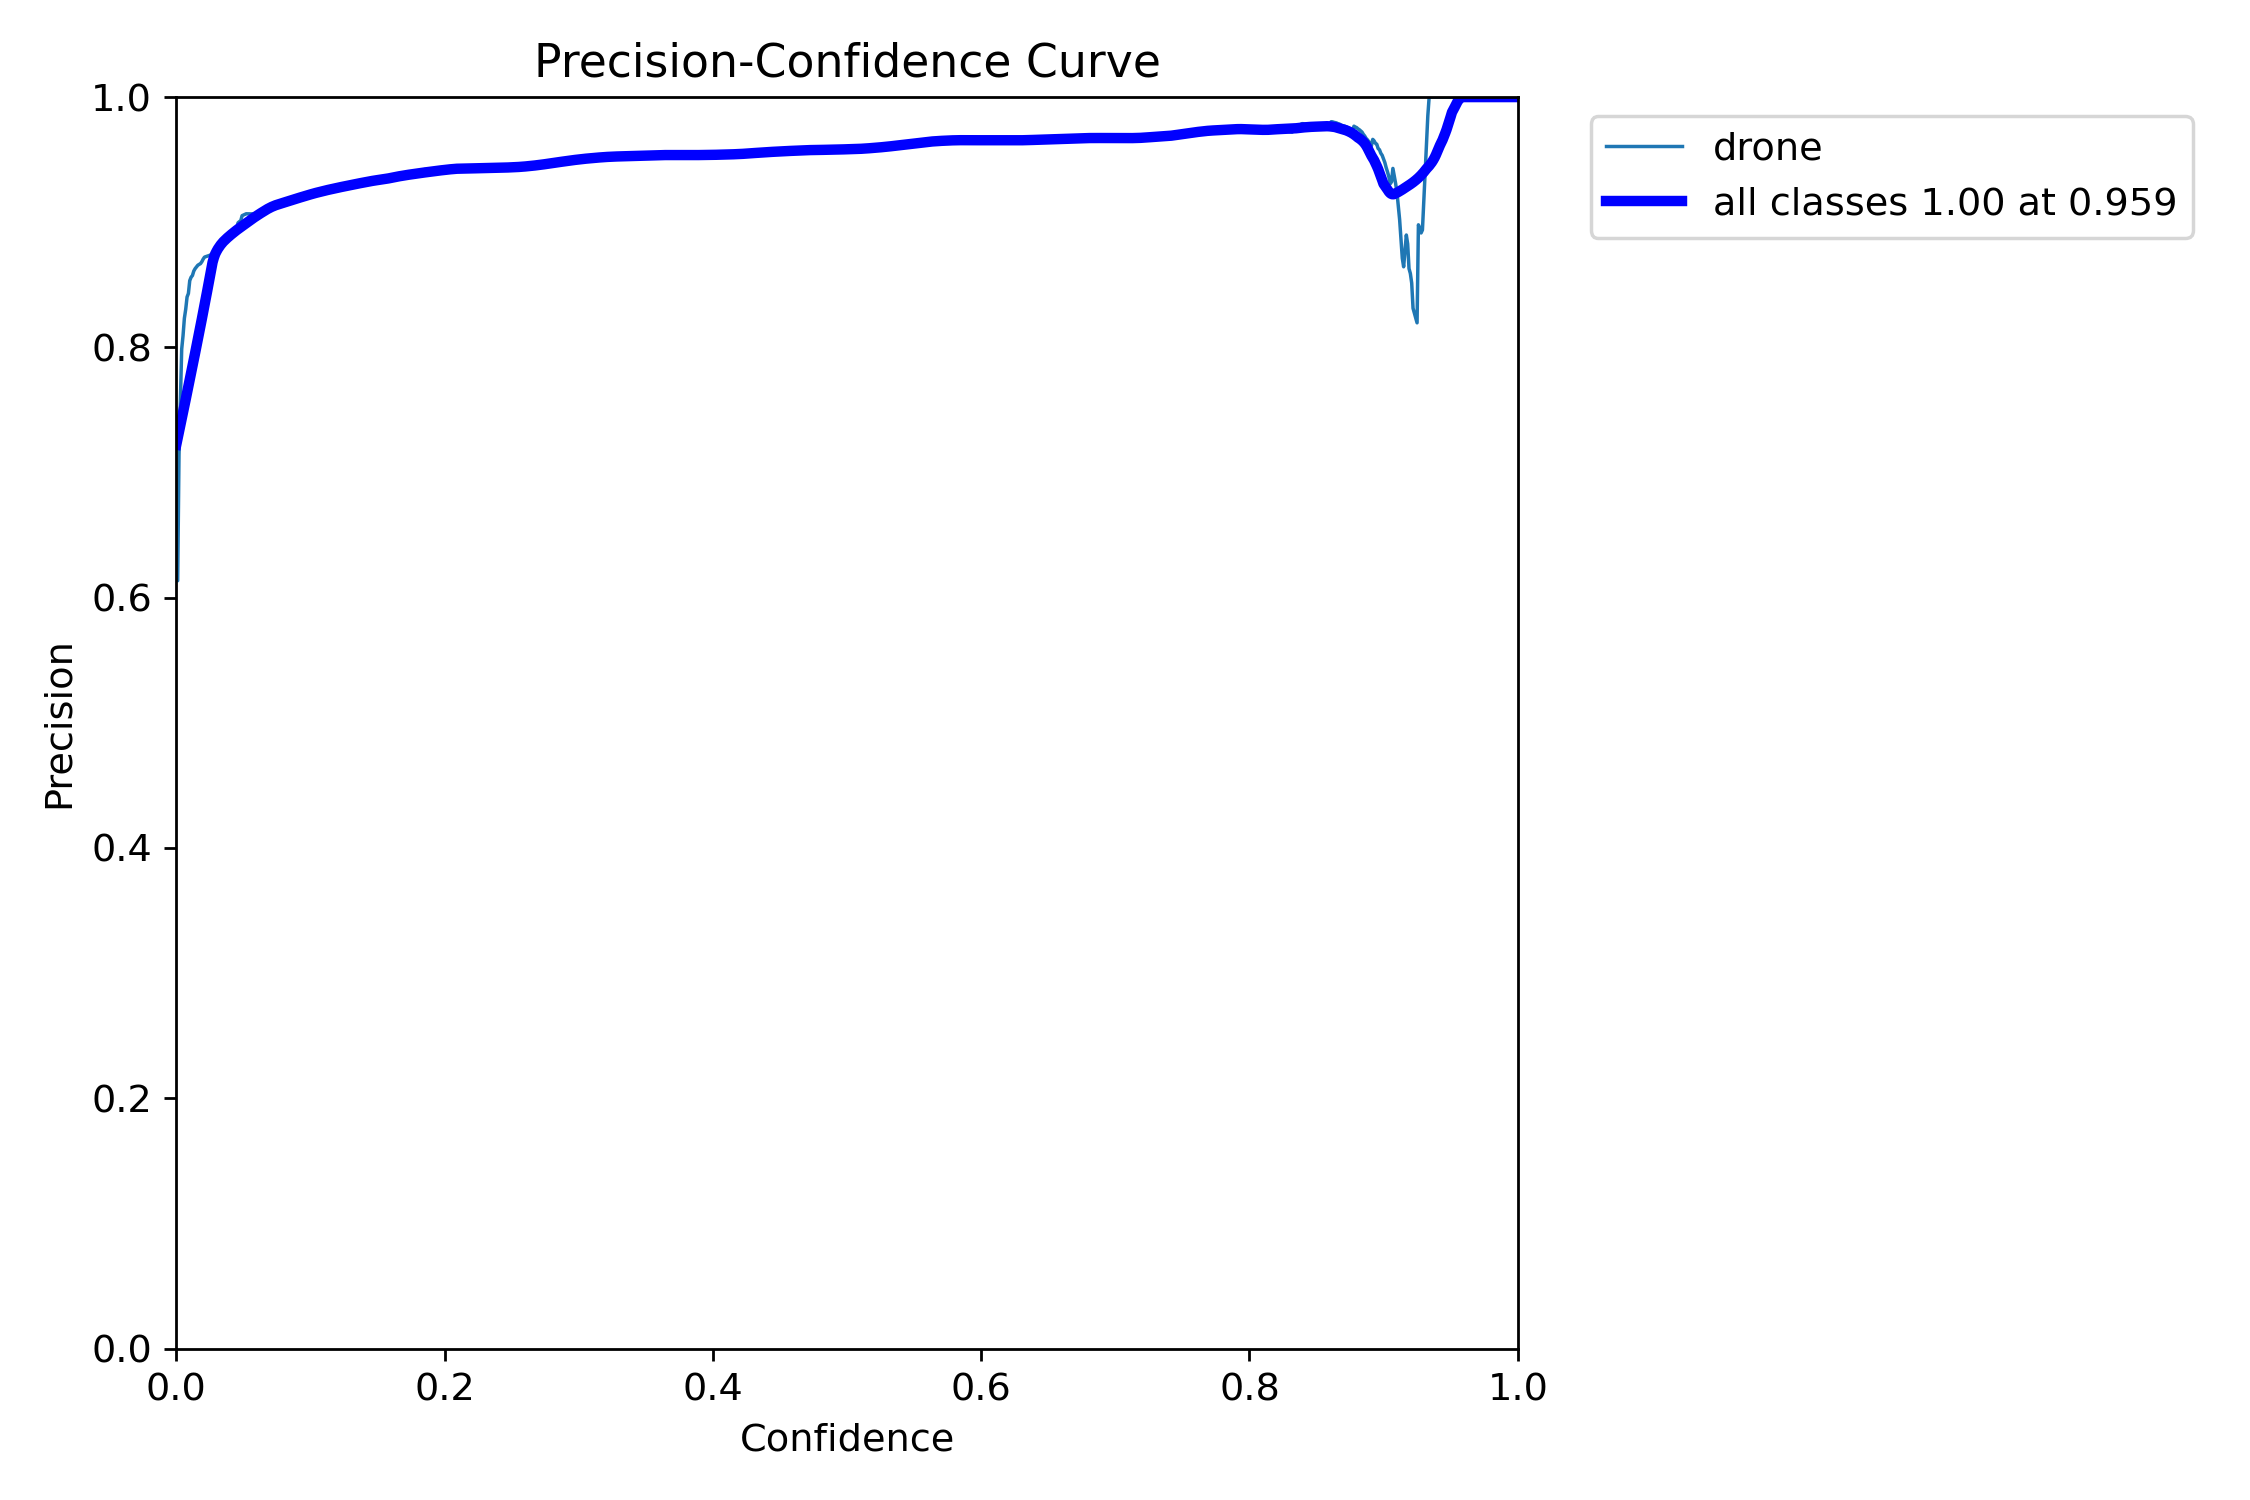 Precision-Confidence Curve
1.0
0.8
0.6
0.4
0.2
0.0
Precision
0.0 0.2 0.4 0.6 0.8 1.0
Confidence
drone
all classes 1.00 at 0.959